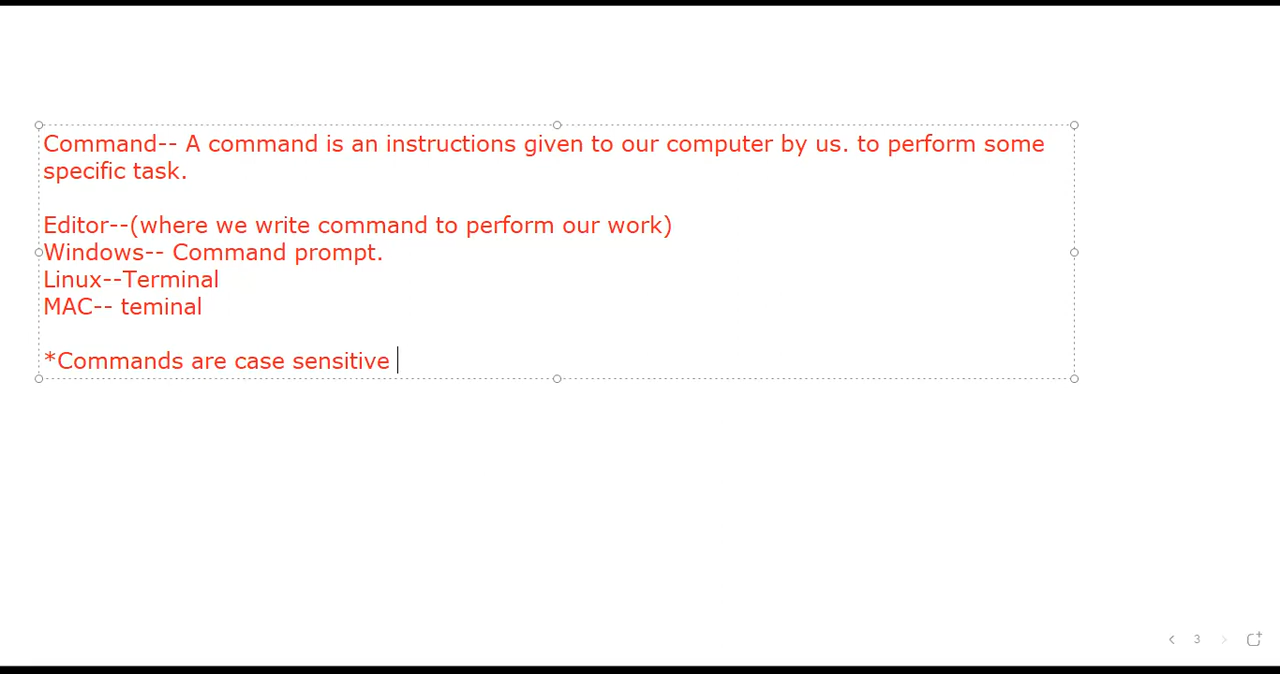 Command-- A command is an instructions given to our computer by us. to perform some
specific task.
Editor--(where we write command to perform our work)
Windows-- Command prompt.
Linux--Terminal
MAC-- teminal
*Commands are case sensitive
3